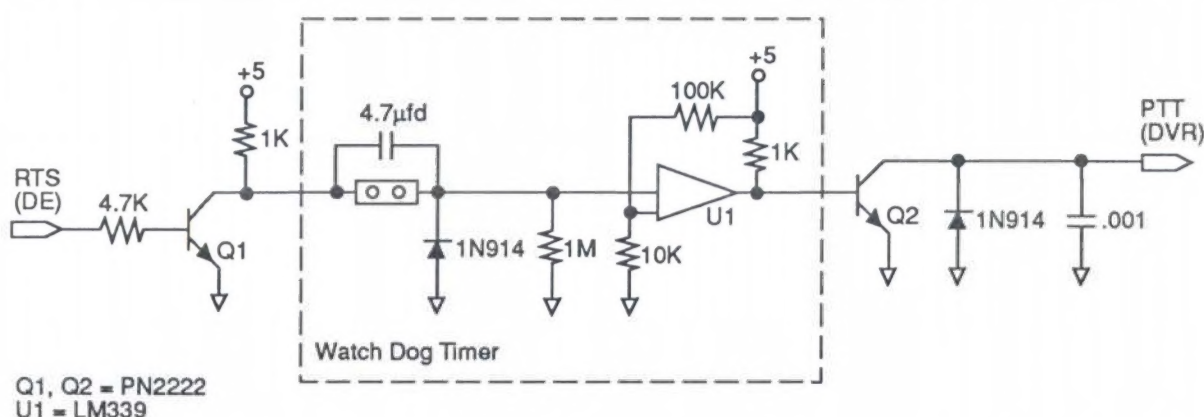 +5
+5
100K
PTT
4.7μfd
(DVR)
1K
1K
RTS
(DE)
4.7K
U1
Q2
1N914
.001
Q1
1N914
1M
10K
Watch Dog Timer
Q1, Q2 = PN2222
U1 = LM339